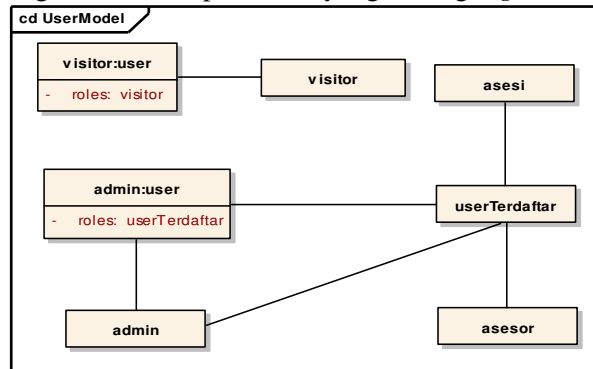 cd UserModel
visitor:user
- roles: visitor
visitor
asesi
admin:user
- roles: userTerdaftar
userTerdaftar
admin
asesor